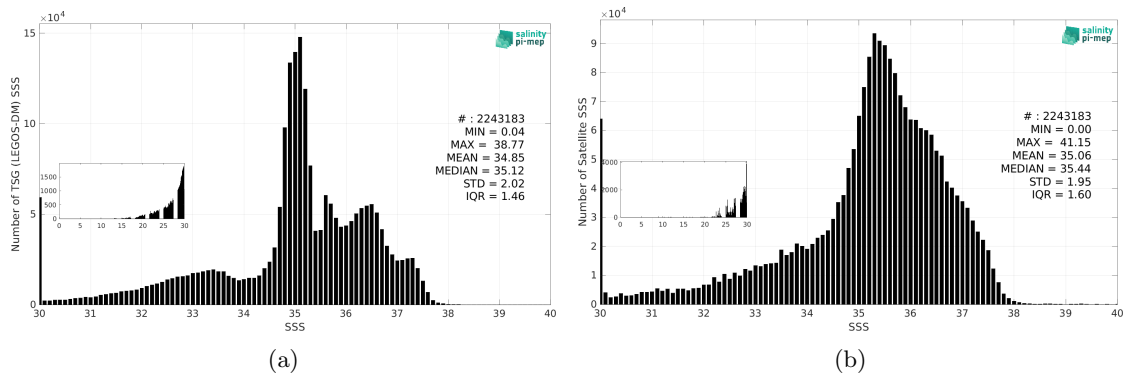 ×10⁴
15
10
5
0
Number of TSG (LEGOS-DM) SSS
salinity
pi-mep
# : 2243183
MIN = 0.04
MAX = 38.77
MEAN = 34.85
MEDIAN = 35.12
STD = 2.02
IQR = 1.46
1500
1000
500
0
0 5 10 15 20 25 30
30 31 32 33 34 35 36 37 38 39 40
SSS
(a)
×10⁴
9
8
7
6
5
4
3
2
1
0
Number of Satellite SSS
salinity
pi-mep
# : 2243183
MIN = 0.00
MAX = 41.15
MEAN = 35.06
MEDIAN = 35.44
STD = 1.95
IQR = 1.60
4000
2000
0
0 5 10 15 20 25 30
30 31 32 33 34 35 36 37 38 39 40
SSS
(b)